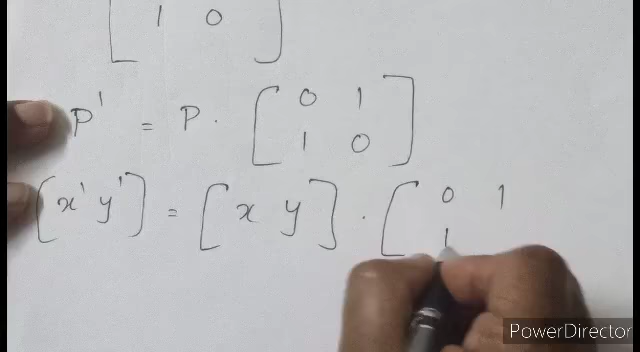 1 0
P' = P . [ 0 1
1 0 ]
[ x' y' ] = [ x y ] . [ 0 1
1
PowerDirector